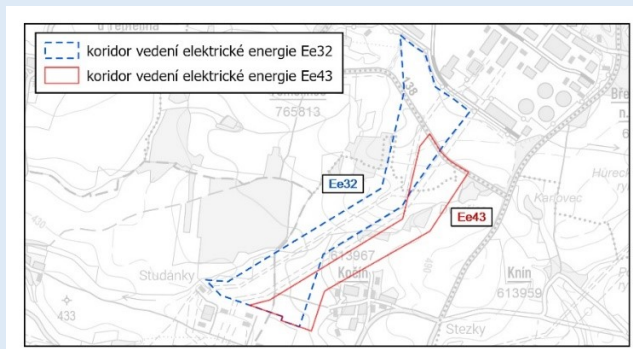 koridor vedení elektrické energie Ee32
koridor vedení elektrické energie Ee43
138
765813
Ee32
Ee43
Karlovec
Studánky
613967
Kočín
490
Knín
613959
433
Stezky